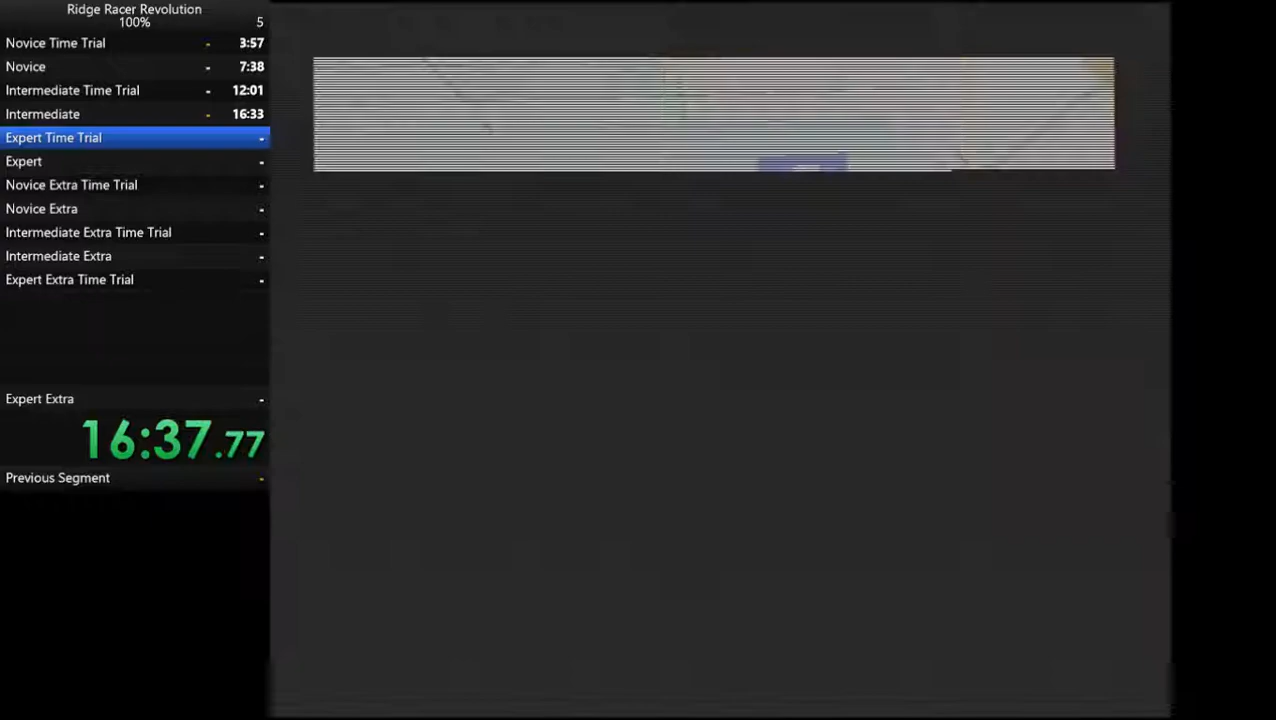 Ridge Racer Revolution
100% 5
Novice Time Trial - 3:57
Novice - 7:38
Intermediate Time Trial - 12:01
Intermediate - 16:33
Expert Time Trial -
Expert -
Novice Extra Time Trial -
Novice Extra -
Intermediate Extra Time Trial -
Intermediate Extra -
Expert Extra Time Trial -
Expert Extra -
16:37.77
Previous Segment -